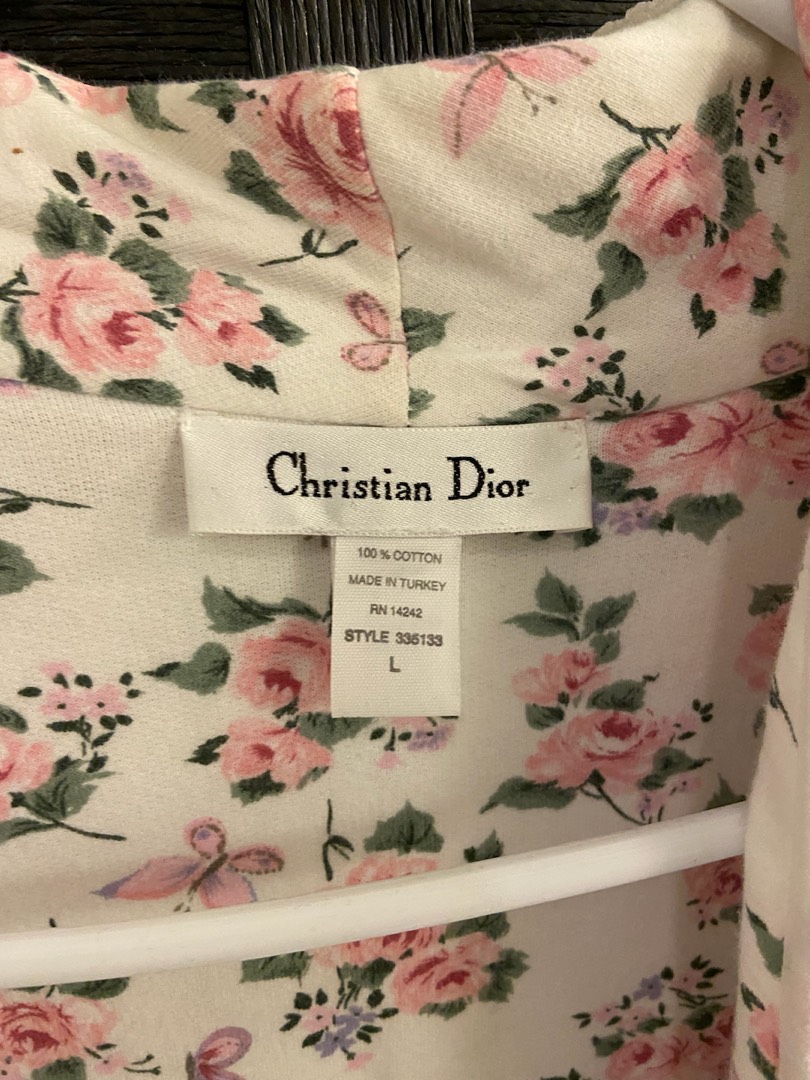 Christian Dior
100 % COTTON
MADE IN TURKEY
RN 14242
STYLE 335133
L